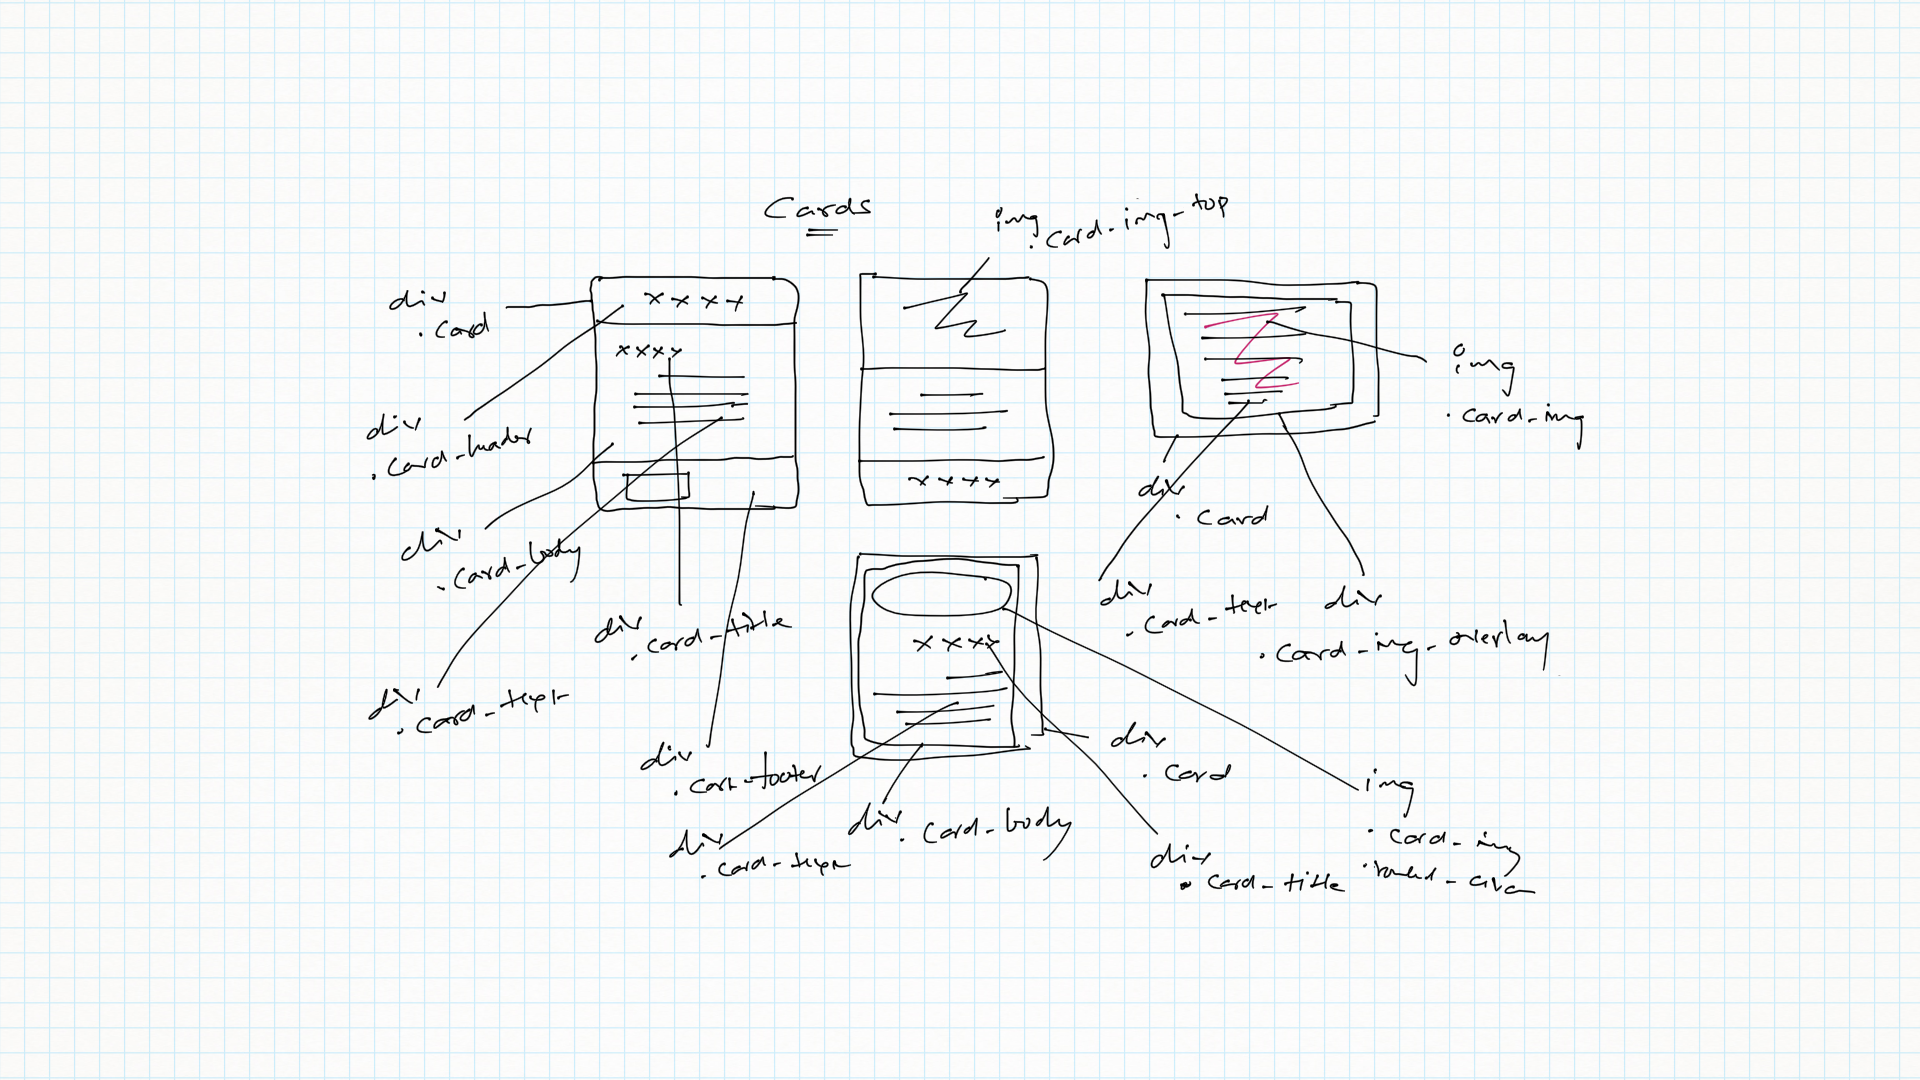 Cards
img
.card-img-top
xxxx
div
.card
xxxx
div
.card-header
div
.card-body
div
.card-title
div
.card-text
div
.card-footer
xxxx
img
.card-img
div
.card
div
.card-text
div
.card-img-overlay
xxxx
div
.card
div
.card-text
div
.card-body
div
.card-title
img
.card-img